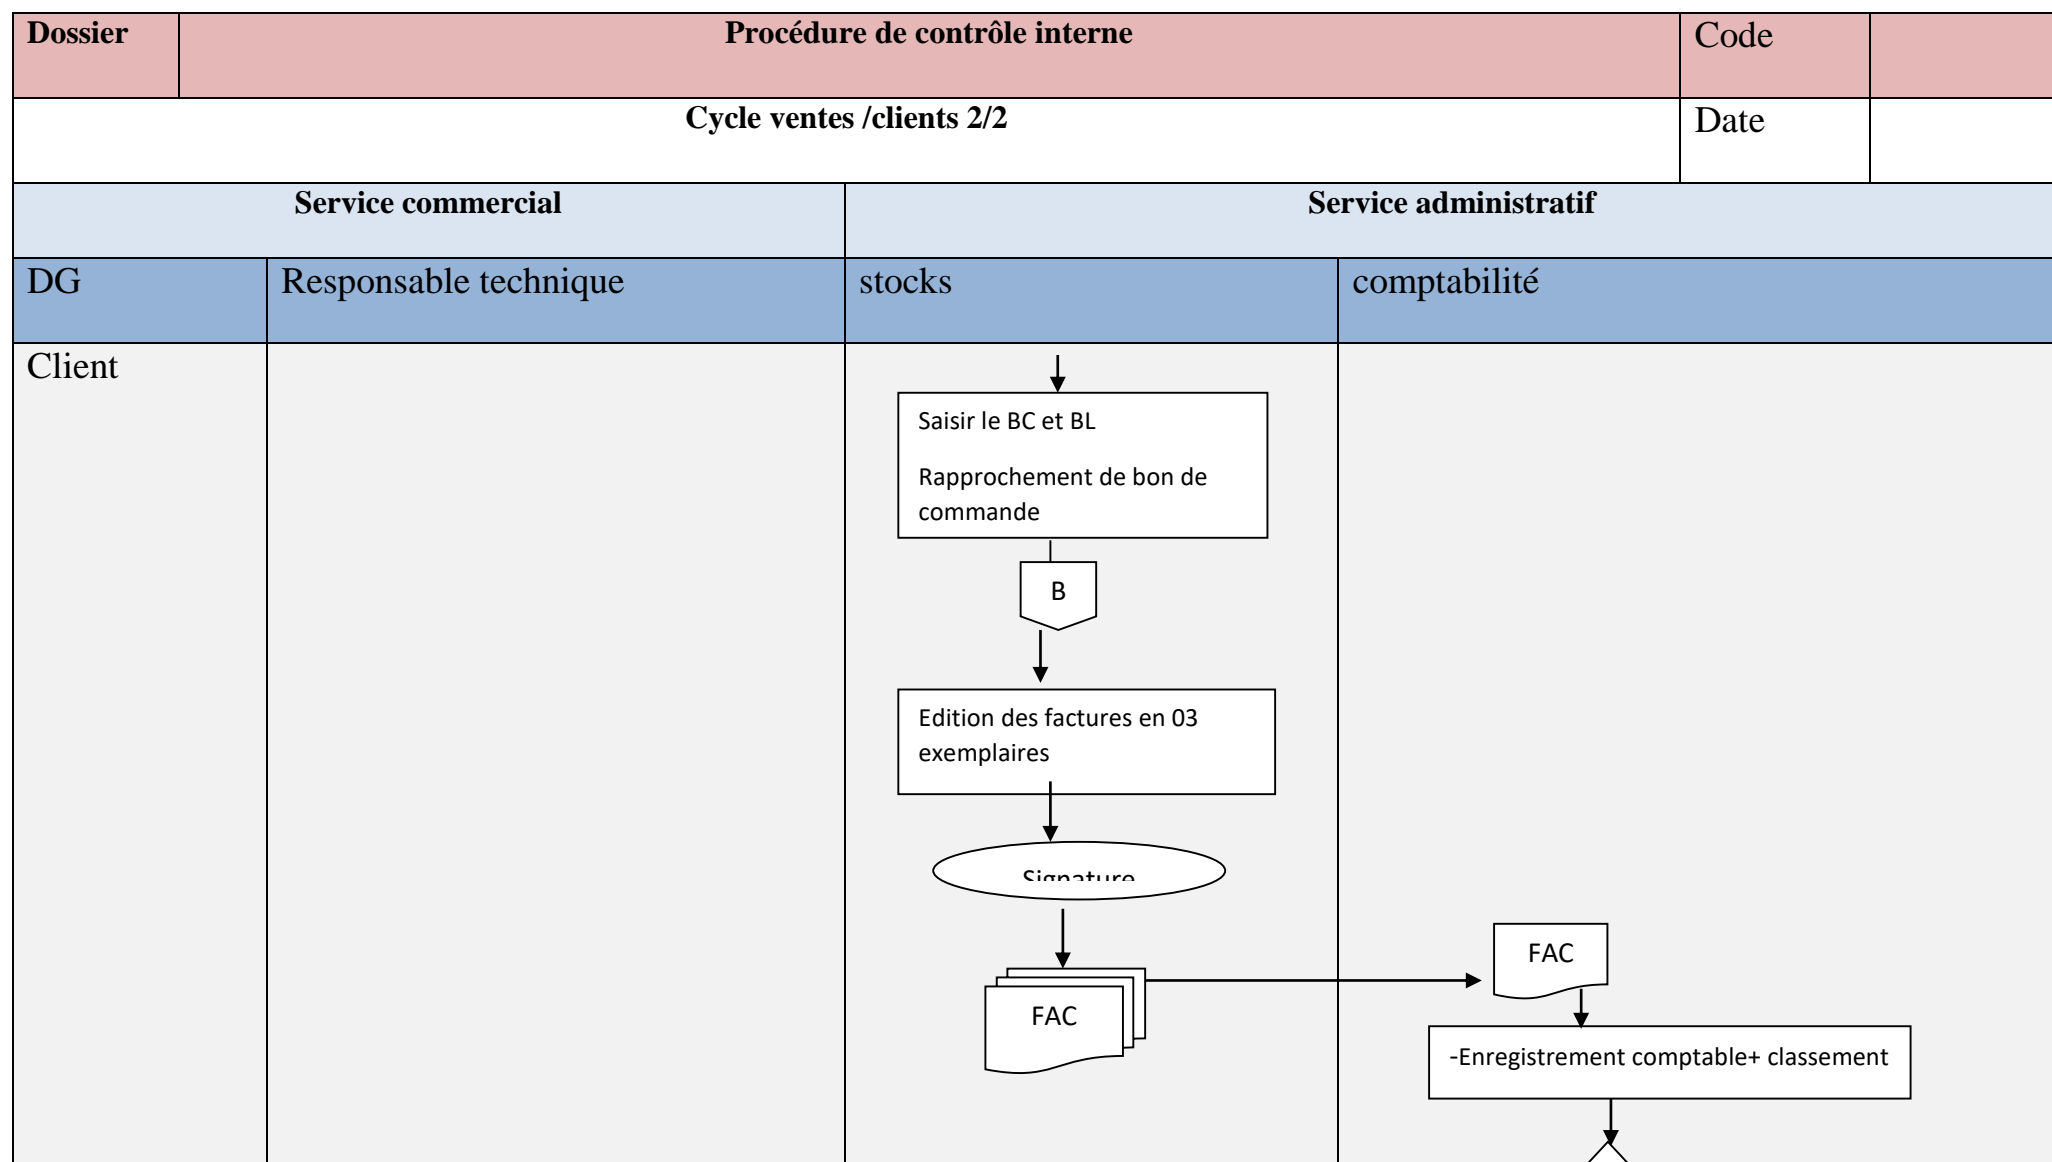 Dossier
Procédure de contrôle interne
Code
Cycle ventes /clients 2/2
Date
Service commercial
Service administratif
DG
Responsable technique
stocks
comptabilité
Client
Saisir le BC et BL
Rapprochement de bon de
commande
B
Edition des factures en 03
exemplaires
Signature
FAC
FAC
-Enregistrement comptable+ classement